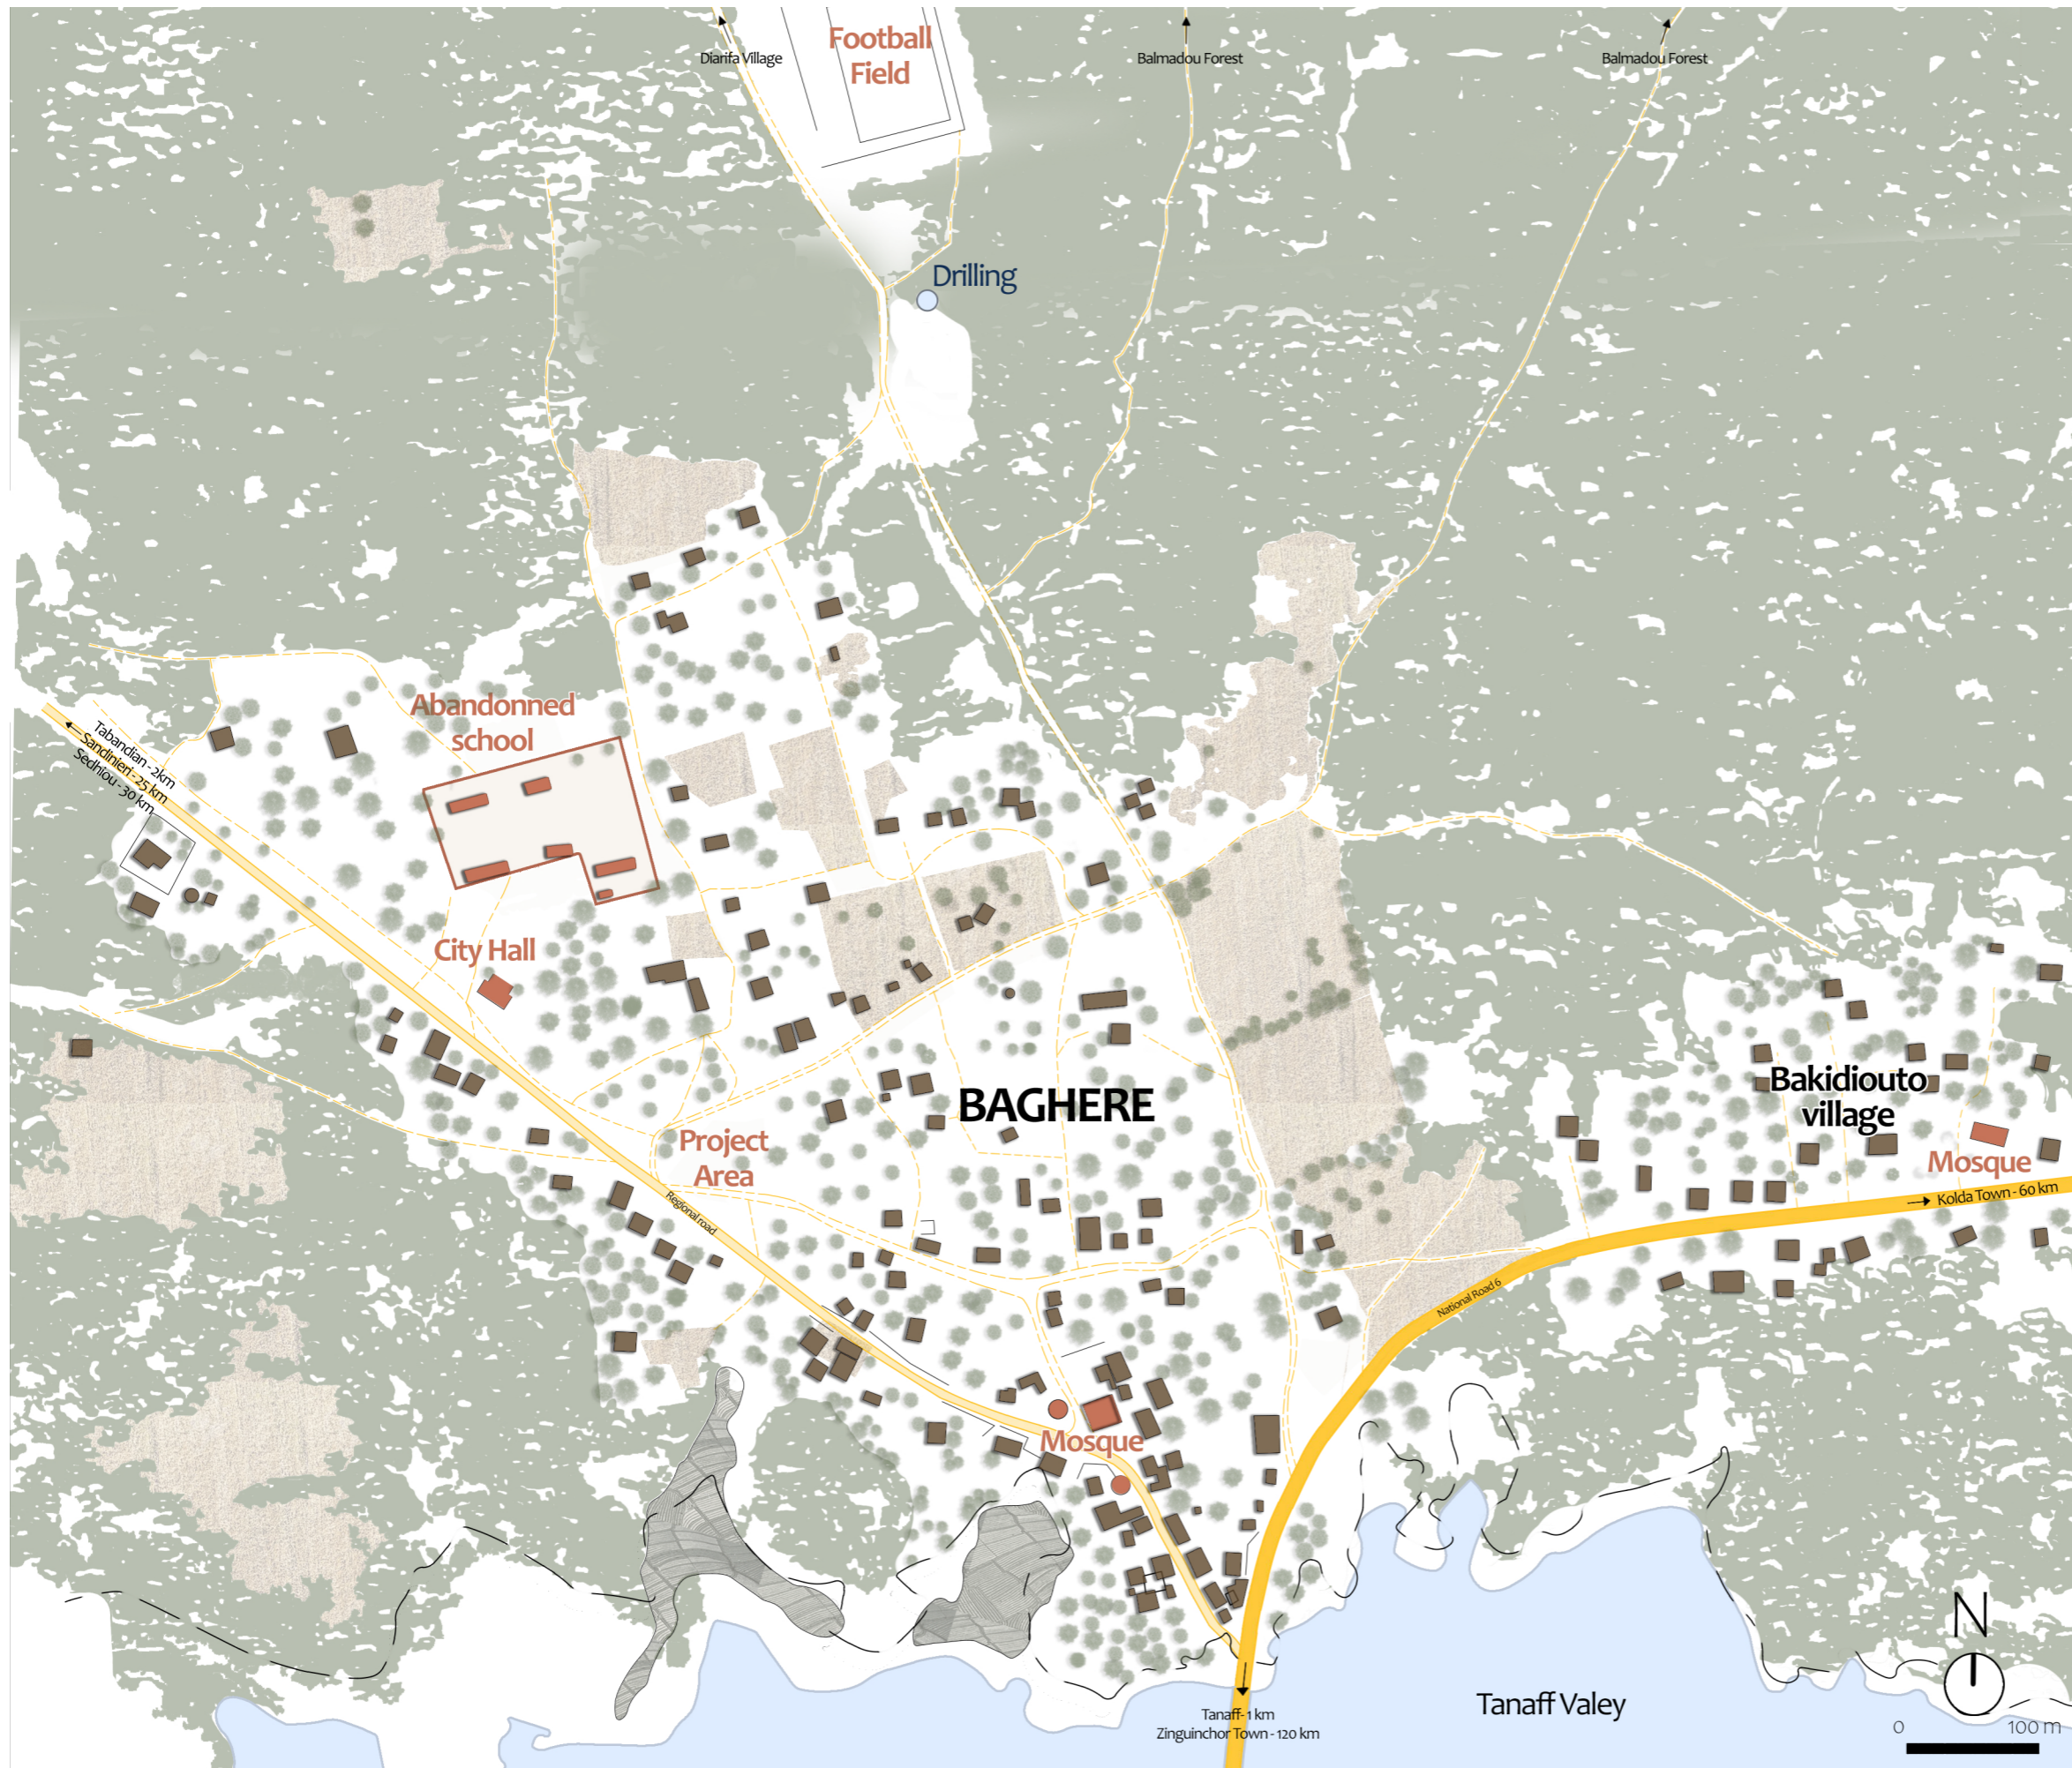 Football
Field
Diarifa Village
Balmadou Forest
Balmadou Forest
Drilling
Abandonned
school
Tabandian - 2km
Sandinieri - 25 km
Sedhiou - 30 km
City Hall
BAGHERE
Bakidiouto
village
Project
Area
Mosque
Regional road
Kolda Town - 60 km
National Road 6
Mosque
N
Tanaff Valey
Tanaff- 1 km
Zinguinchor Town - 120 km
0 100 m